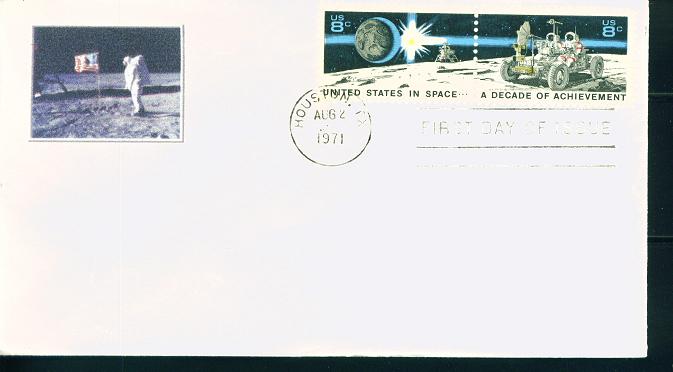 US 8c
US 8c
UNITED STATES IN SPACE... A DECADE OF ACHIEVEMENT
HOUSTON, TX
AUG 2
1971
FIRST DAY OF ISSUE